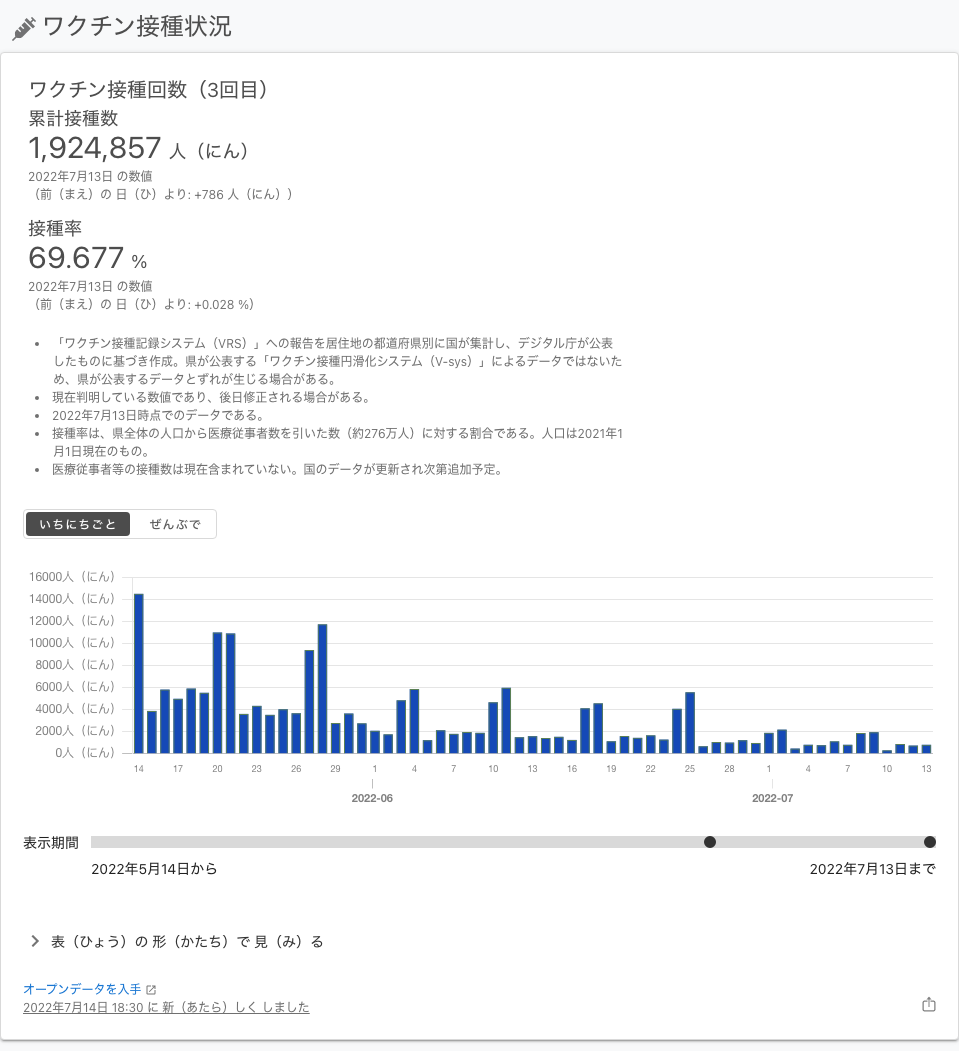 ワクチン接種状況
ワクチン接種回数（3回目）
累計接種数
1,924,857 人（にん）
2022年7月13日 の数値
（前（まえ）の 日（ひ）より: +786 人（にん））
接種率
69.677 %
2022年7月13日 の数値
（前（まえ）の 日（ひ）より: +0.028 %）
• 「ワクチン接種記録システム（VRS）」への報告を居住地の都道府県別に国が集計し、デジタル庁が公表
したものに基づき作成。県が公表する「ワクチン接種円滑化システム（V-sys）」によるデータではないた
め、県が公表するデータとずれが生じる場合がある。
• 現在判明している数値であり、後日修正される場合がある。
• 2022年7月13日時点でのデータである。
• 接種率は、県全体の人口から医療従事者数を引いた数（約276万人）に対する割合である。人口は2021年1
月1日現在のもの。
• 医療従事者等の接種数は現在含まれていない。国のデータが更新され次第追加予定。
いちにちごと ぜんぶで
16000人（にん）
14000人（にん）
12000人（にん）
10000人（にん）
8000人（にん）
6000人（にん）
4000人（にん）
2000人（にん）
0人（にん）
14 17 20 23 26 29 1 4 7 10 13 16 19 22 25 28 1 4 7 10 13
2022-06 2022-07
表示期間
2022年5月14日から 2022年7月13日まで
表（ひょう）の 形（かたち）で 見（み）る
オープンデータを入手
2022年7月14日 18:30 に 新（あたら）しく しました